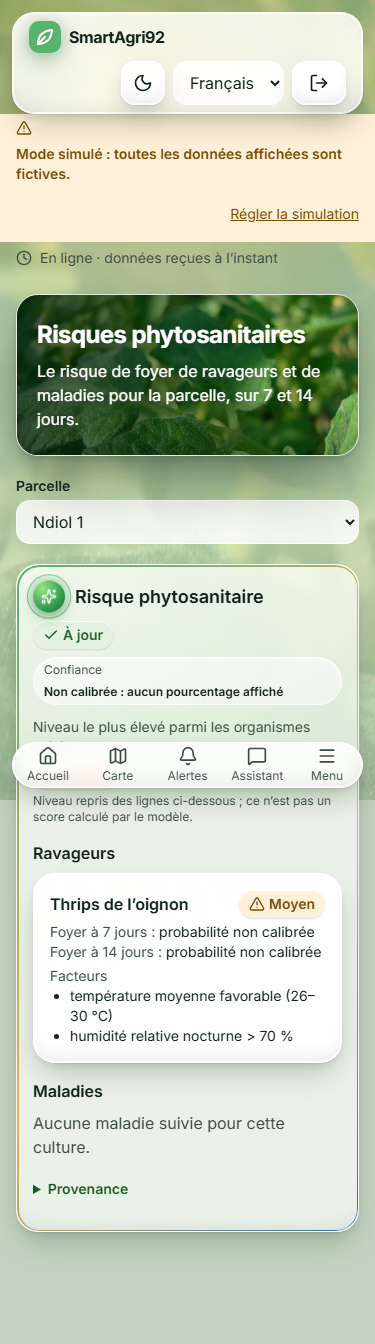 SmartAgri92
Français
Mode simulé : toutes les données affichées sont
fictives.
Régler la simulation
En ligne · données reçues à l’instant
Risques phytosanitaires
Le risque de foyer de ravageurs et de
maladies pour la parcelle, sur 7 et 14
jours.
Parcelle
Ndiol 1
Risque phytosanitaire
À jour
Confiance
Non calibrée : aucun pourcentage affiché
Niveau le plus élevé parmi les organismes
Accueil
Carte
Alertes
Assistant
Menu
Niveau repris des lignes ci-dessous ; ce n’est pas un
score calculé par le modèle.
Ravageurs
Thrips de l’oignon
Moyen
Foyer à 7 jours : probabilité non calibrée
Foyer à 14 jours : probabilité non calibrée
Facteurs
• température moyenne favorable (26–
30 °C)
• humidité relative nocturne > 70 %
Maladies
Aucune maladie suivie pour cette
culture.
Provenance